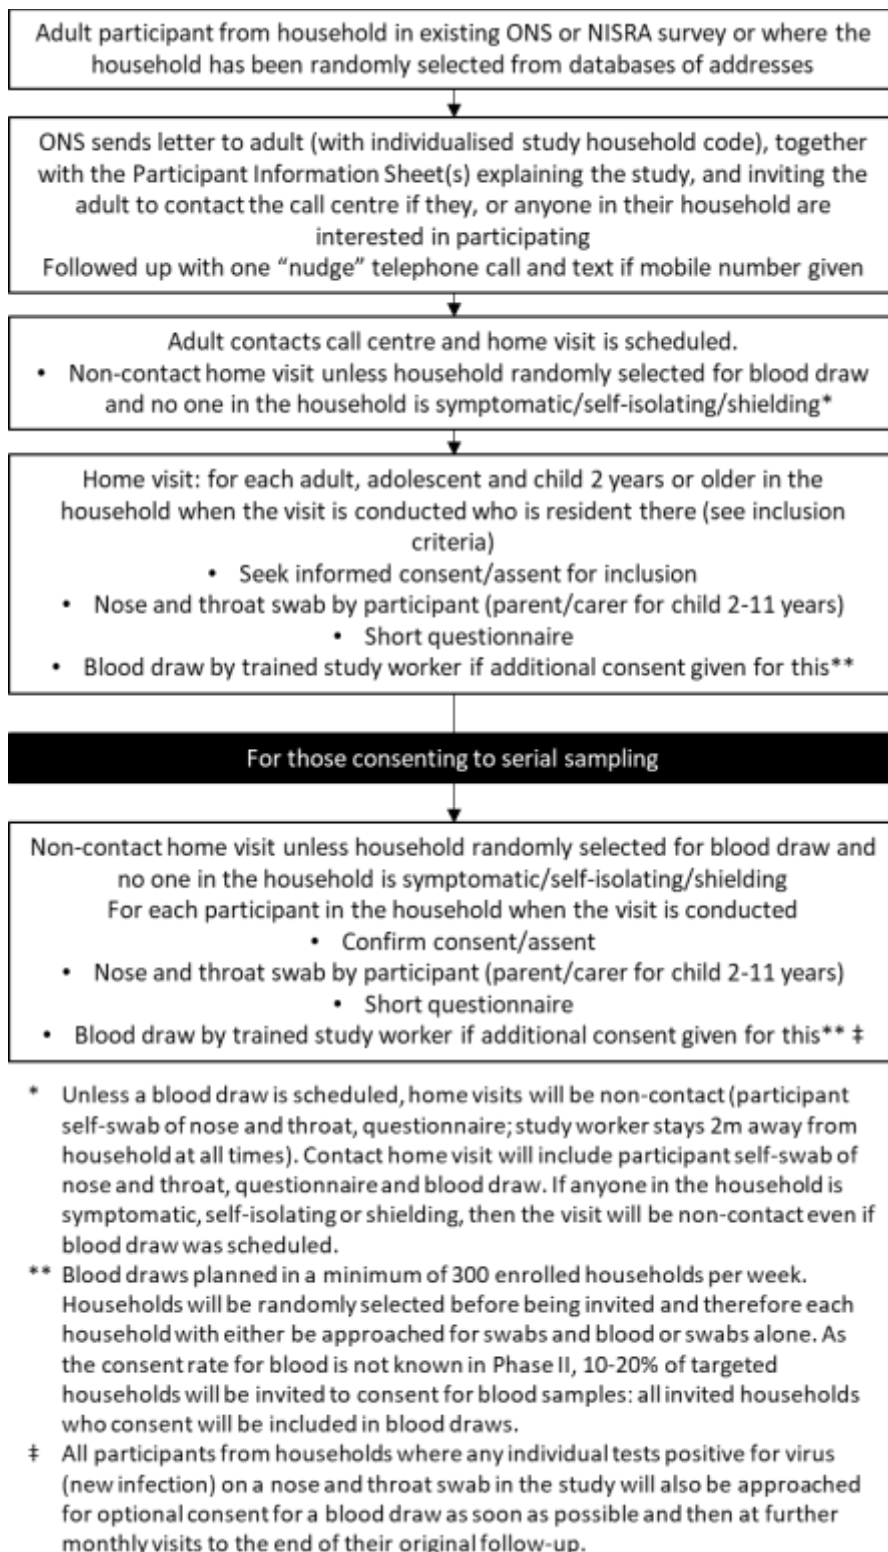 Adult participant from household in existing ONS or NISRA survey or where the
household has been randomly selected from databases of addresses
ONS sends letter to adult (with individualised study household code), together
with the Participant Information Sheet(s) explaining the study, and inviting the
adult to contact the call centre if they, or anyone in their household are
interested in participating
Followed up with one “nudge” telephone call and text if mobile number given
Adult contacts call centre and home visit is scheduled.
• Non-contact home visit unless household randomly selected for blood draw
and no one in the household is symptomatic/self-isolating/shielding*
Home visit: for each adult, adolescent and child 2 years or older in the
household when the visit is conducted who is resident there (see inclusion
criteria)
• Seek informed consent/assent for inclusion
• Nose and throat swab by participant (parent/carer for child 2-11 years)
• Short questionnaire
• Blood draw by trained study worker if additional consent given for this**
For those consenting to serial sampling
Non-contact home visit unless household randomly selected for blood draw and
no one in the household is symptomatic/self-isolating/shielding
For each participant in the household when the visit is conducted
• Confirm consent/assent
• Nose and throat swab by participant (parent/carer for child 2-11 years)
• Short questionnaire
• Blood draw by trained study worker if additional consent given for this** ‡
* Unless a blood draw is scheduled, home visits will be non-contact (participant
self-swab of nose and throat, questionnaire; study worker stays 2m away from
household at all times). Contact home visit will include participant self-swab of
nose and throat, questionnaire and blood draw. If anyone in the household is
symptomatic, self-isolating or shielding, then the visit will be non-contact even if
blood draw was scheduled.
** Blood draws planned in a minimum of 300 enrolled households per week.
Households will be randomly selected before being invited and therefore each
household with either be approached for swabs and blood or swabs alone. As
the consent rate for blood is not known in Phase II, 10-20% of targeted
households will be invited to consent for blood samples: all invited households
who consent will be included in blood draws.
‡ All participants from households where any individual tests positive for virus
(new infection) on a nose and throat swab in the study will also be approached
for optional consent for a blood draw as soon as possible and then at further
monthly visits to the end of their original follow-up.